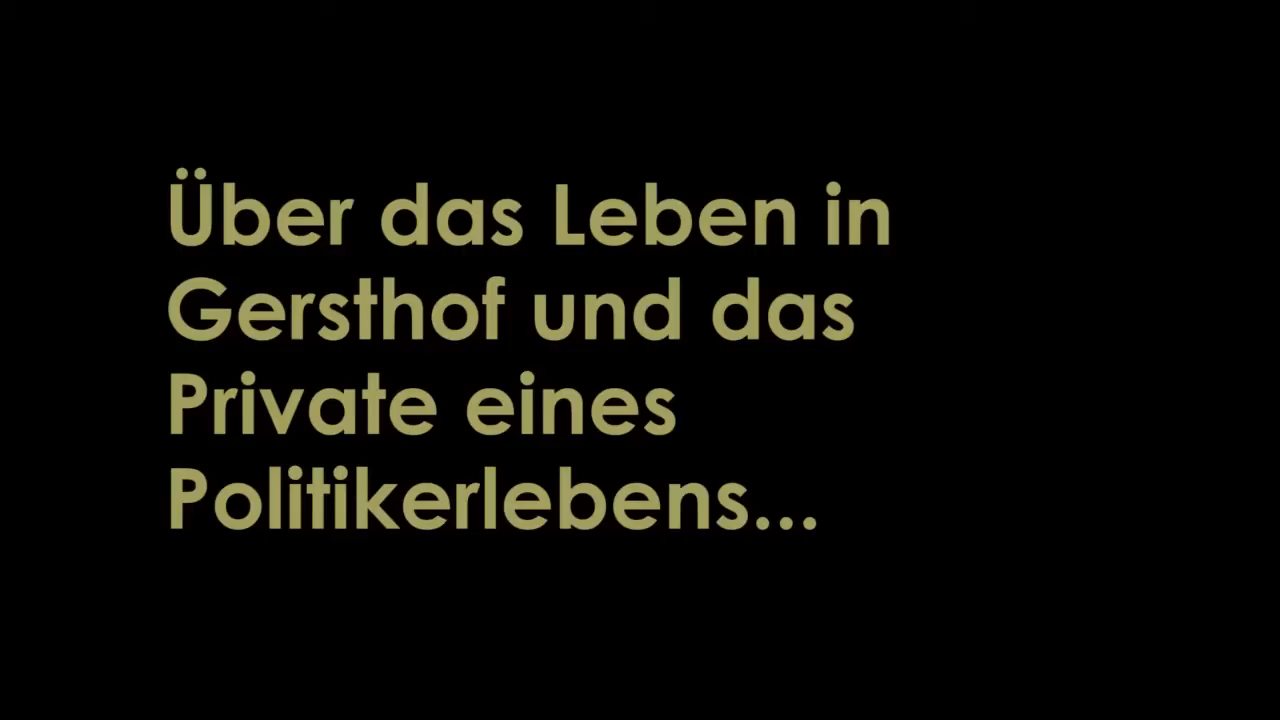 Über das Leben in
Gersthof und das
Private eines
Politikerlebens...